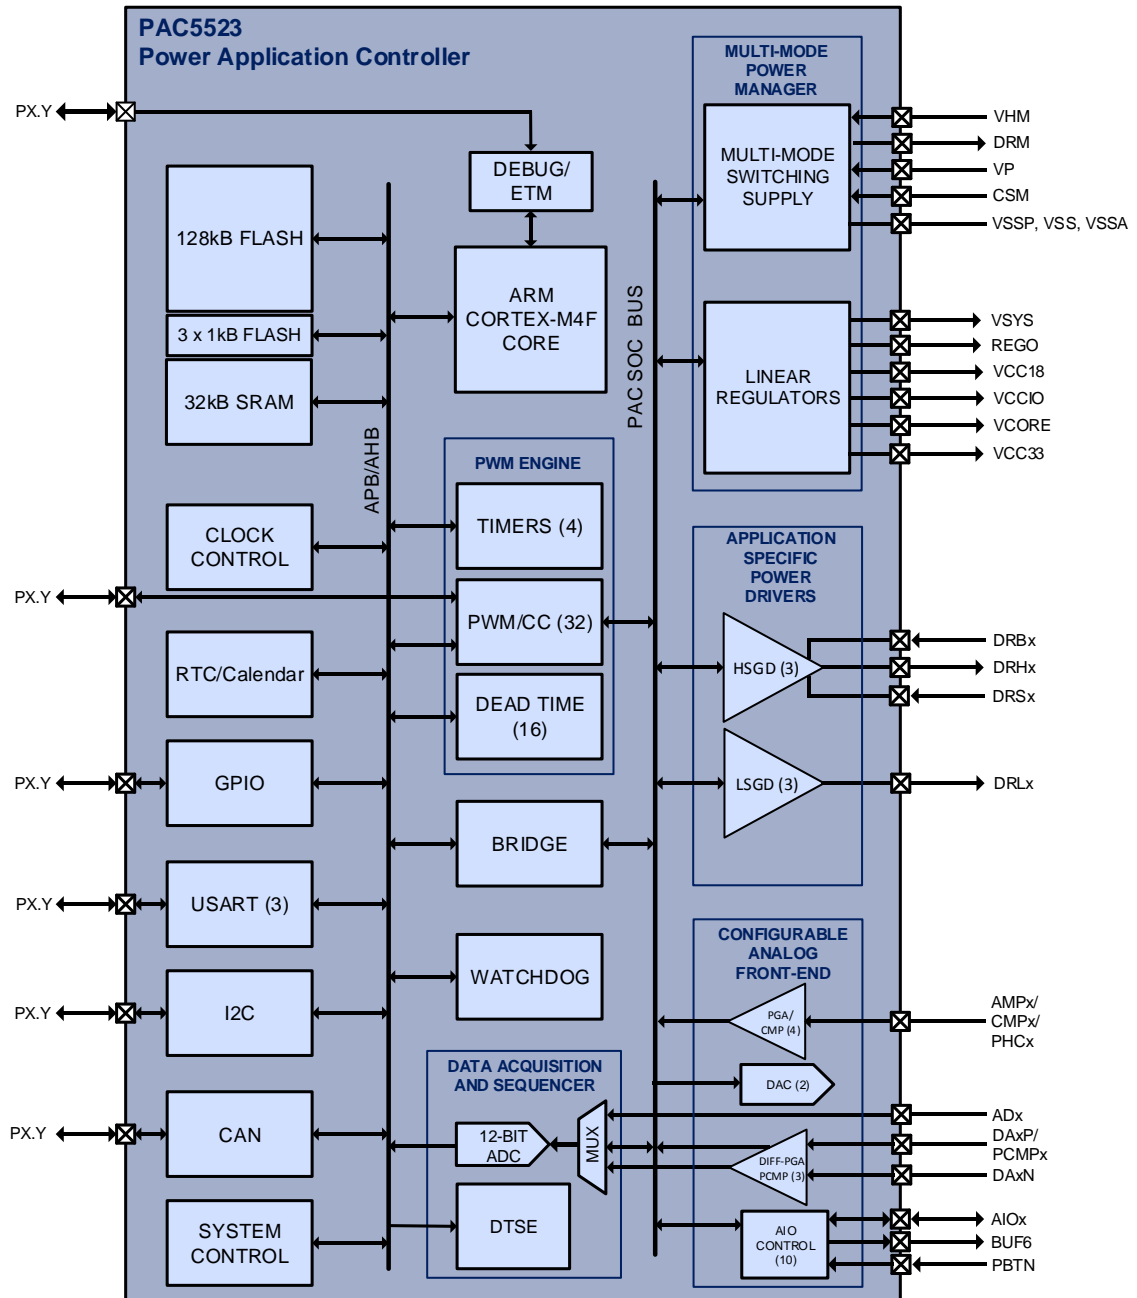 PAC5523
Power Application Controller
PX.Y
DEBUG/
ETM
128kB FLASH
3 x 1kB FLASH
32kB SRAM
ARM
CORTEX-M4F
CORE
APB/AHB
PAC SOC BUS
MULTI-MODE
POWER
MANAGER
MULTI-MODE
SWITCHING
SUPPLY
VHM
DRM
VP
CSM
VSSP, VSS, VSSA
LINEAR
REGULATORS
VSYS
REGO
VCC18
VCCIO
VCORE
VCC33
CLOCK
CONTROL
PWM ENGINE
TIMERS (4)
PX.Y
PWM/CC (32)
DEAD TIME
(16)
RTC/Calendar
APPLICATION
SPECIFIC
POWER
DRIVERS
HSGD (3)
DRBx
DRHx
DRSx
LSGD (3)
DRLx
PX.Y
GPIO
BRIDGE
PX.Y
USART (3)
WATCHDOG
PX.Y
I2C
CONFIGURABLE
ANALOG
FRONT-END
PGA/
CMP (4)
AMPx/
CMPx/
PHCx
DAC (2)
DATA ACQUISITION
AND SEQUENCER
PX.Y
CAN
12-BIT
ADC
MUX
ADx
DIFF-PGA
PCMP (3)
DAxP/
PCMPx
DAxN
SYSTEM
CONTROL
DTSE
AIO
CONTROL
(10)
AIOx
BUF6
PBTN